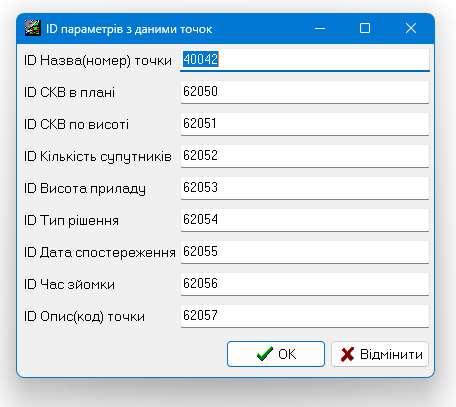 ID параметрів з даними точок
ID Назва(номер) точки 40042
ID СКВ в плані 62050
ID СКВ по висоті 62051
ID Кількість супутників 62052
ID Висота приладу 62053
ID Тип рішення 62054
ID Дата спостереження 62055
ID Час зйомки 62056
ID Опис(код) точки 62057
OK Відмінити